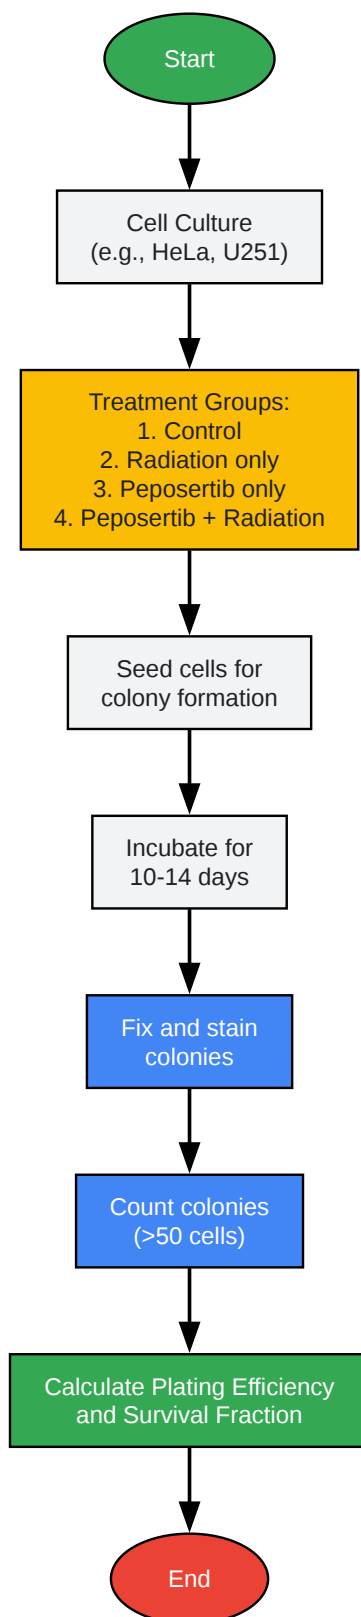 Start
Cell Culture
(e.g., HeLa, U251)
Treatment Groups:
1. Control
2. Radiation only
3. Peposertib only
4. Peposertib + Radiation
Seed cells for
colony formation
Incubate for
10-14 days
Fix and stain
colonies
Count colonies
(>50 cells)
Calculate Plating Efficiency
and Survival Fraction
End